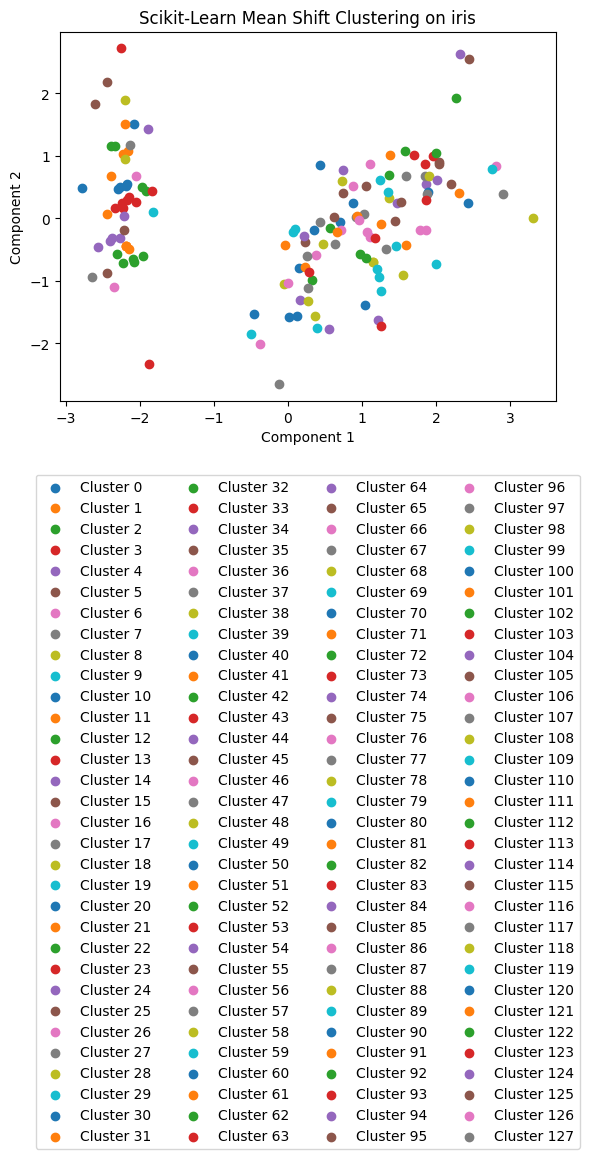 Scikit-Learn Mean Shift Clustering on iris
2
1
0
−1
−2
Component 2
−3
−2
−1
0
1
2
3
Component 1
Cluster 0
Cluster 1
Cluster 2
Cluster 3
Cluster 4
Cluster 5
Cluster 6
Cluster 7
Cluster 8
Cluster 9
Cluster 10
Cluster 11
Cluster 12
Cluster 13
Cluster 14
Cluster 15
Cluster 16
Cluster 17
Cluster 18
Cluster 19
Cluster 20
Cluster 21
Cluster 22
Cluster 23
Cluster 24
Cluster 25
Cluster 26
Cluster 27
Cluster 28
Cluster 29
Cluster 30
Cluster 31
Cluster 32
Cluster 33
Cluster 34
Cluster 35
Cluster 36
Cluster 37
Cluster 38
Cluster 39
Cluster 40
Cluster 41
Cluster 42
Cluster 43
Cluster 44
Cluster 45
Cluster 46
Cluster 47
Cluster 48
Cluster 49
Cluster 50
Cluster 51
Cluster 52
Cluster 53
Cluster 54
Cluster 55
Cluster 56
Cluster 57
Cluster 58
Cluster 59
Cluster 60
Cluster 61
Cluster 62
Cluster 63
Cluster 64
Cluster 65
Cluster 66
Cluster 67
Cluster 68
Cluster 69
Cluster 70
Cluster 71
Cluster 72
Cluster 73
Cluster 74
Cluster 75
Cluster 76
Cluster 77
Cluster 78
Cluster 79
Cluster 80
Cluster 81
Cluster 82
Cluster 83
Cluster 84
Cluster 85
Cluster 86
Cluster 87
Cluster 88
Cluster 89
Cluster 90
Cluster 91
Cluster 92
Cluster 93
Cluster 94
Cluster 95
Cluster 96
Cluster 97
Cluster 98
Cluster 99
Cluster 100
Cluster 101
Cluster 102
Cluster 103
Cluster 104
Cluster 105
Cluster 106
Cluster 107
Cluster 108
Cluster 109
Cluster 110
Cluster 111
Cluster 112
Cluster 113
Cluster 114
Cluster 115
Cluster 116
Cluster 117
Cluster 118
Cluster 119
Cluster 120
Cluster 121
Cluster 122
Cluster 123
Cluster 124
Cluster 125
Cluster 126
Cluster 127